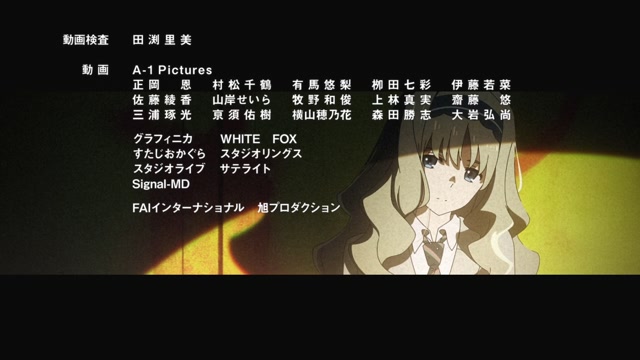 動画検査 田渕里美
動画 A-1 Pictures
正岡恩 村松千鶴 有馬悠梨 栁田七彩 伊藤若菜
佐藤綾香 山岸せいら 牧野和俊 上林真実 齋藤悠
三浦琢光 京須佑樹 横山穂乃花 森田勝志 大岩弘尚
グラフィニカ WHITE FOX
すたじおかぐら スタジオリングス
スタジオライブ サテライト
Signal-MD
FAIインターナショナル 旭プロダクション